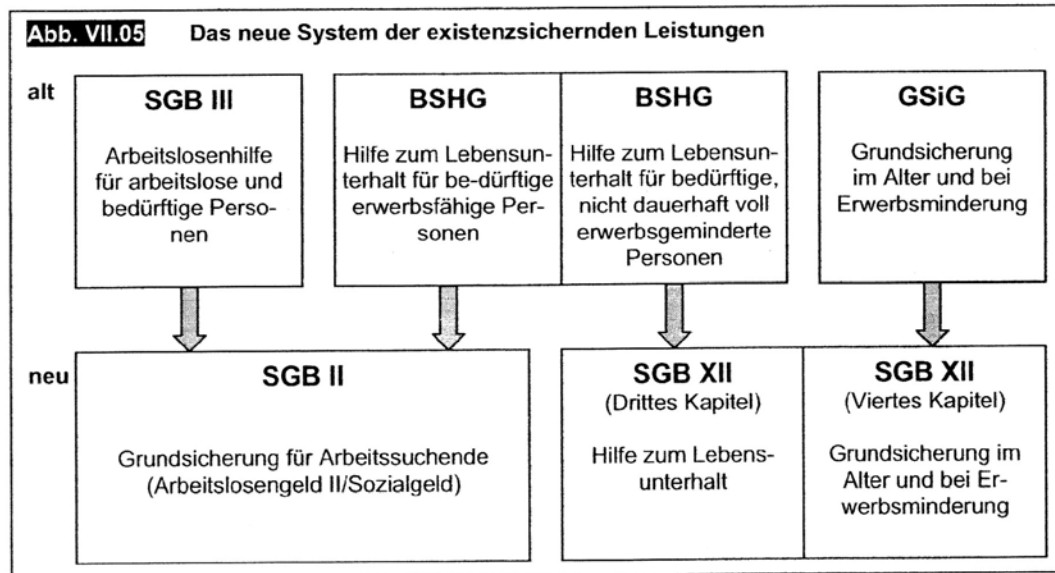 Abb. VII.05 Das neue System der existenzsichernden Leistungen
alt
SGB III
Arbeitslosenhilfe
für arbeitslose und
bedürftige Perso-
nen
BSHG
Hilfe zum Lebensun-
terhalt für be-dürftige
erwerbsfähige Per-
sonen
BSHG
Hilfe zum Lebensun-
terhalt für bedürftige,
nicht dauerhaft voll
erwerbsgeminderte
Personen
GSiG
Grundsicherung
im Alter und bei
Erwerbsminderung
neu
SGB II
Grundsicherung für Arbeitssuchende
(Arbeitslosengeld II/Sozialgeld)
SGB XII
(Drittes Kapitel)
Hilfe zum Lebens-
unterhalt
SGB XII
(Viertes Kapitel)
Grundsicherung im
Alter und bei Er-
werbsminderung